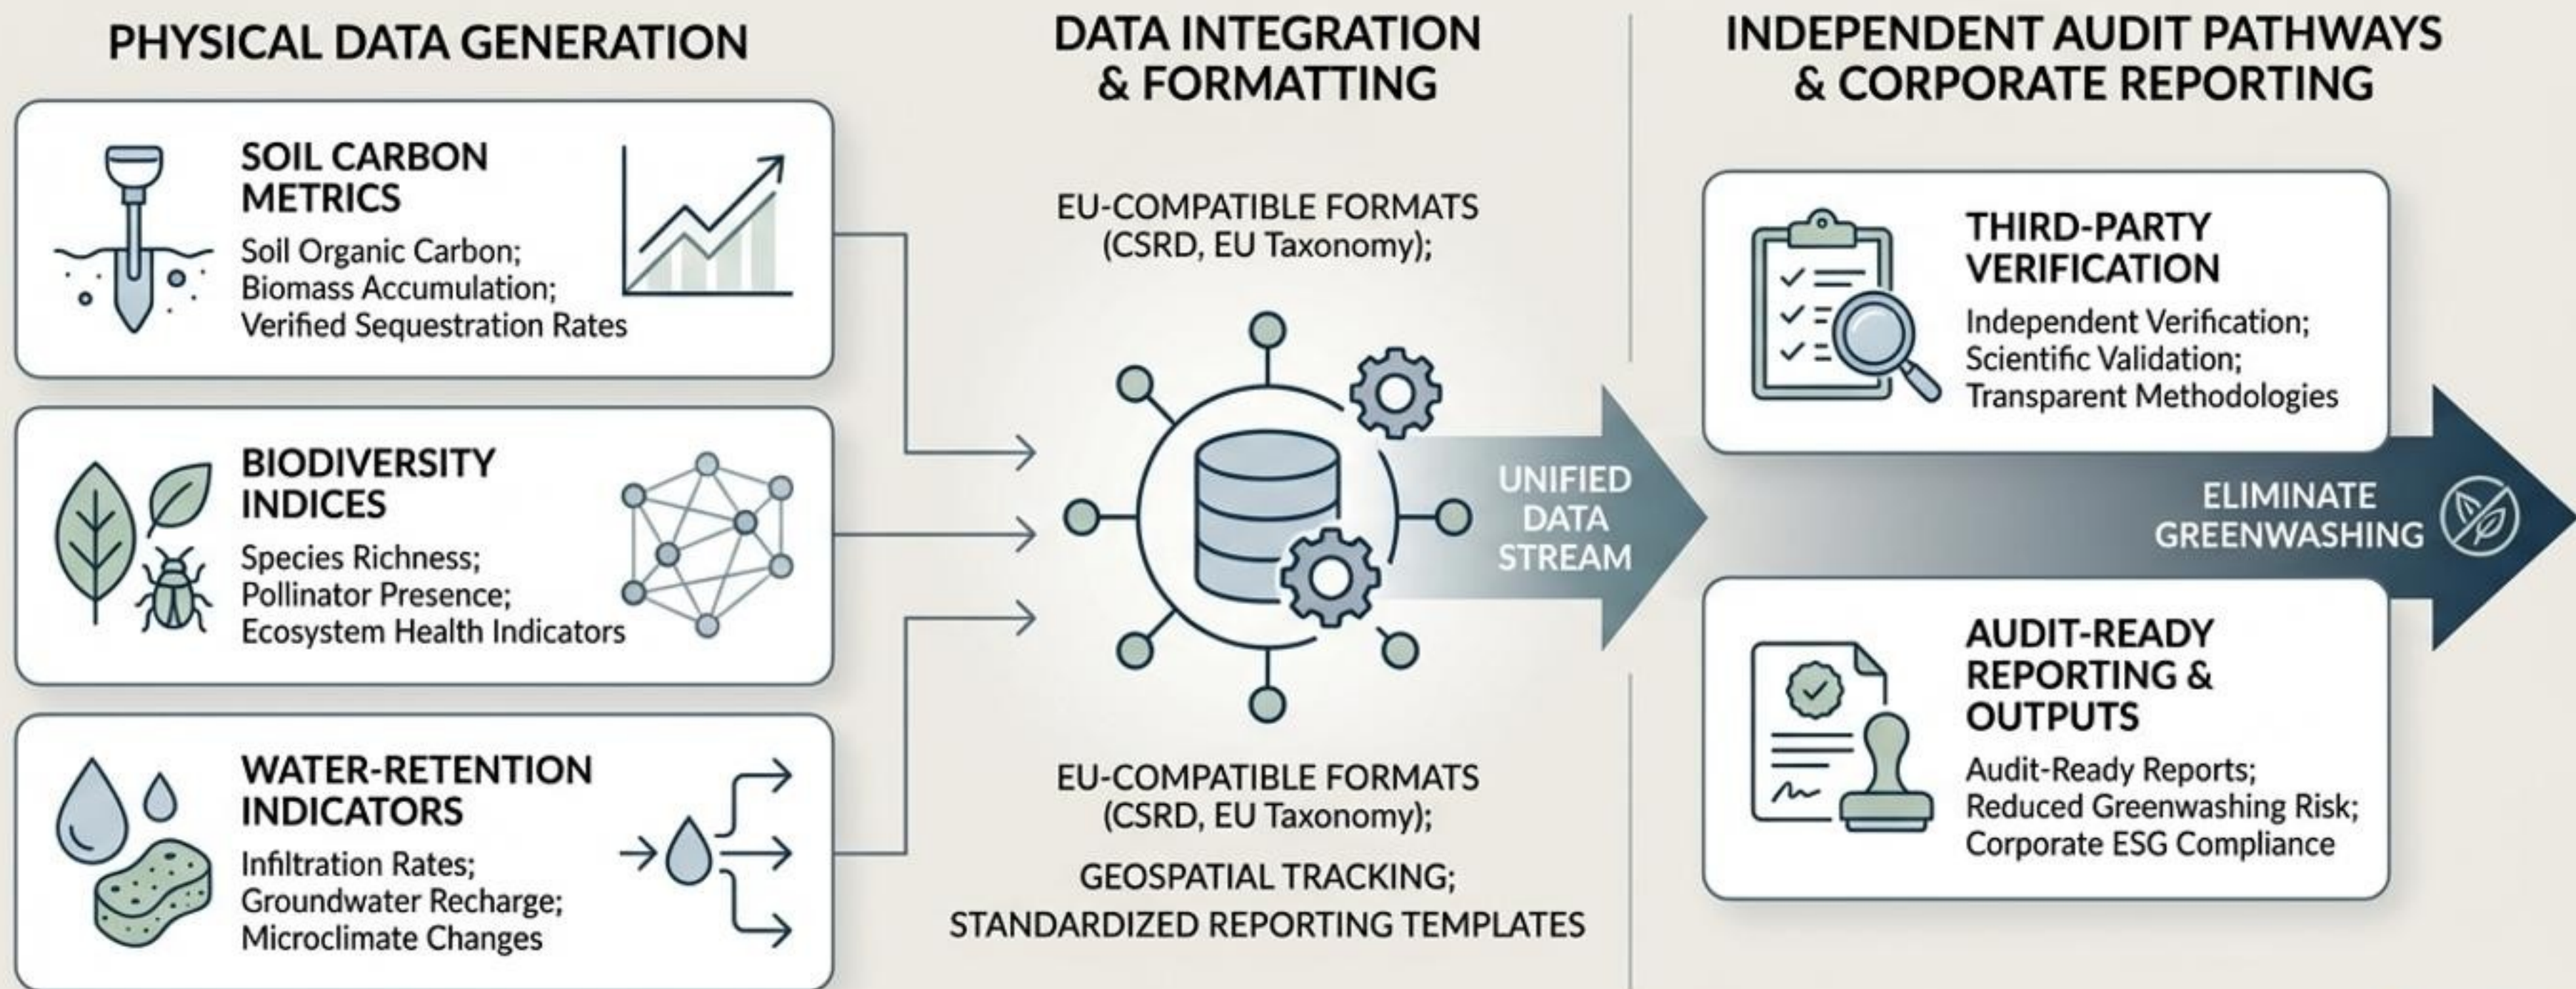 PHYSICAL DATA GENERATION
SOIL CARBON
METRICS
Soil Organic Carbon;
Biomass Accumulation;
Verified Sequestration Rates
BIODIVERSITY
INDICES
Species Richness;
Pollinator Presence;
Ecosystem Health Indicators
WATER-RETENTION
INDICATORS
Infiltration Rates;
Groundwater Recharge;
Microclimate Changes
DATA INTEGRATION
& FORMATTING
EU-COMPATIBLE FORMATS
(CSRD, EU Taxonomy);
UNIFIED
DATA
STREAM
EU-COMPATIBLE FORMATS
(CSRD, EU Taxonomy);
GEOSPATIAL TRACKING;
STANDARDIZED REPORTING TEMPLATES
INDEPENDENT AUDIT PATHWAYS
& CORPORATE REPORTING
THIRD-PARTY
VERIFICATION
Independent Verification;
Scientific Validation;
Transparent Methodologies
ELIMINATE
GREENWASHING
AUDIT-READY
REPORTING &
OUTPUTS
Audit-Ready Reports;
Reduced Greenwashing Risk;
Corporate ESG Compliance